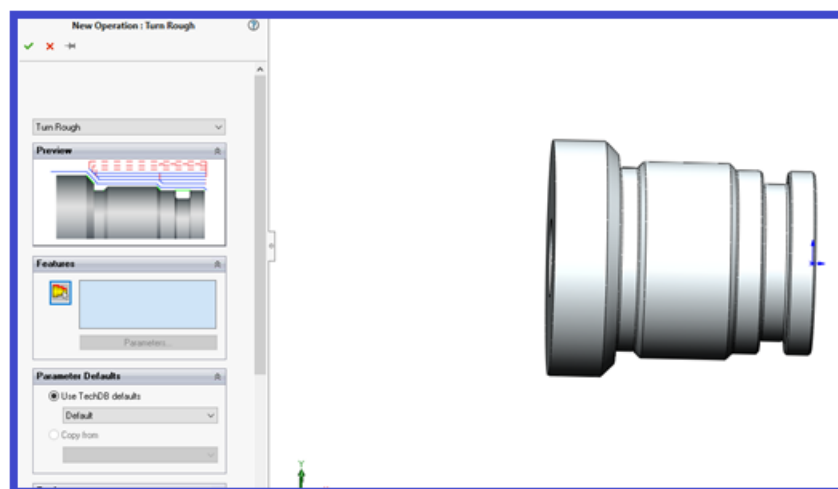 New Operation : Turn Rough
Turn Rough
Preview
Features
Parameters...
Parameter Defaults
Use TechDB defaults
Default
Copy from
Y